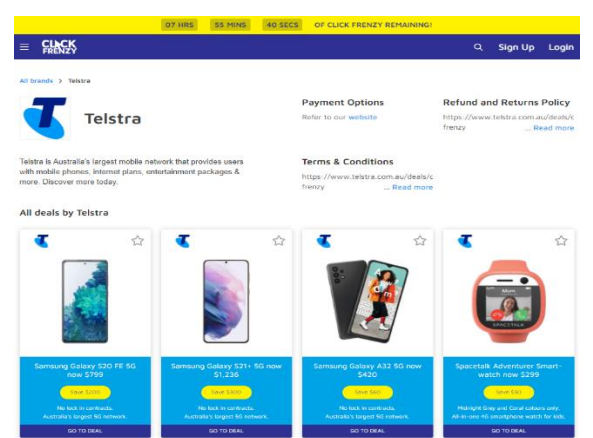 07 HRS 55 MINS 40 SECS OF CLICK FRENZY REMAINING!
CLICK FRENZY Sign Up Login
All brands > Telstra
Telstra
Payment Options
Refer to our website
Refund and Returns Policy
https://www.telstra.com.au/deals/c
frenzy ... Read more
Telstra is Australia's largest mobile network that provides users
with mobile phones, internet plans, entertainment packages &
more. Discover more today.
Terms & Conditions
https://www.telstra.com.au/deals/c
frenzy ... Read more
All deals by Telstra
Samsung Galaxy S20 FE 5G
now $799
Save $200
No lock in contracts.
Australia's largest 5G network.
GO TO DEAL
Samsung Galaxy S21+ 5G now
$1,236
Save $300
No lock in contracts.
Australia's largest 5G network.
GO TO DEAL
Samsung Galaxy A32 5G now
$420
Save $60
No lock in contracts.
Australia's largest 5G network.
GO TO DEAL
Mum
SPACETALK
Spacetalk Adventurer Smart-
watch now $299
Save $30
Midnight Gray and Coral colours only.
All-in-one 4G smartphone watch for kids.
GO TO DEAL